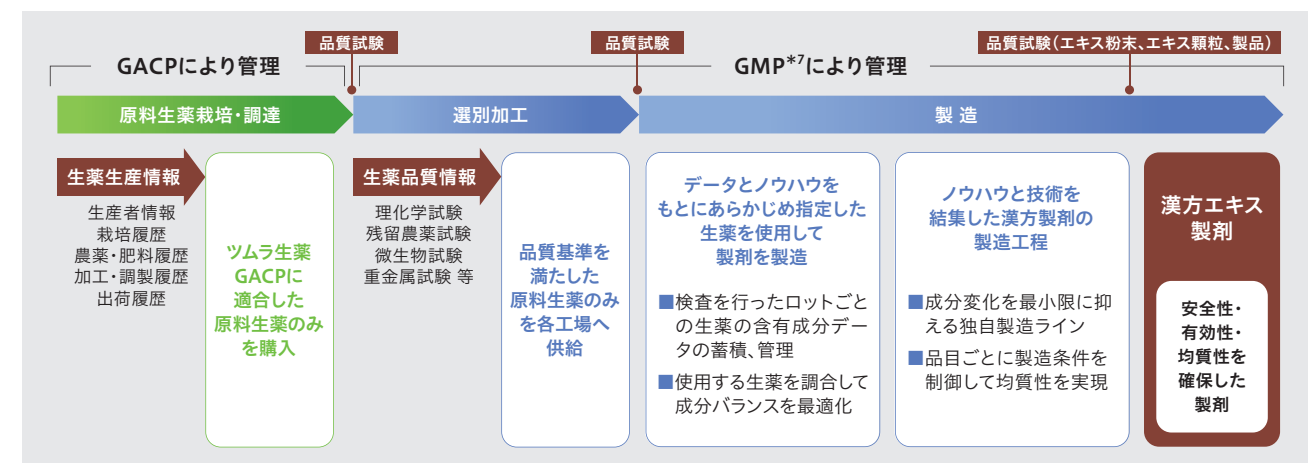 品質試験
品質試験
品質試験(エキス粉末、エキス顆粒、製品)
GACPにより管理
GMP*7により管理
原料生薬栽培・調達
選別加工
製 造
生薬生産情報
生産者情報
栽培履歴
農薬・肥料履歴
加工・調製履歴
出荷履歴
ツムラ生薬
GACPに
適合した
原料生薬のみ
を購入
生薬品質情報
理化学試験
残留農薬試験
微生物試験
重金属試験 等
品質基準を
満たした
原料生薬のみ
を各工場へ
供給
データとノウハウを
もとにあらかじめ指定した
生薬を使用して
製剤を製造
■検査を行ったロットごと
の生薬の含有成分デー
タの蓄積、管理
■使用する生薬を調合して
成分バランスを最適化
ノウハウと技術を
結集した漢方製剤の
製造工程
■成分変化を最小限に抑
える独自製造ライン
■品目ごとに製造条件を
制御して均質性を実現
漢方エキス
製剤
安全性・
有効性・
均質性を
確保した
製剤